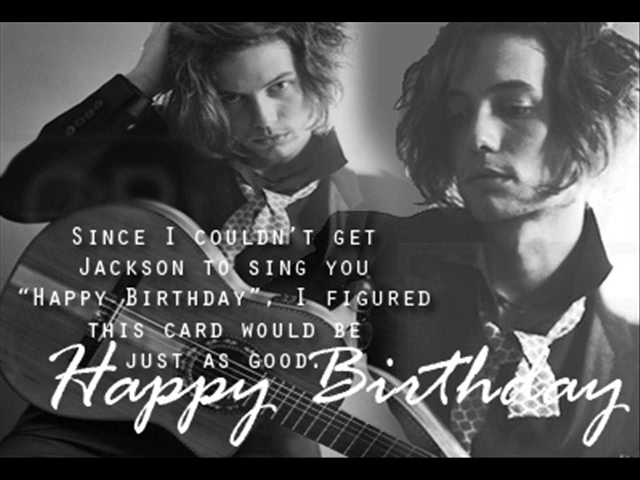 Since I couldn't get
Jackson to sing you
"Happy Birthday", I figured
this card would be
just as good.
Happy Birthday